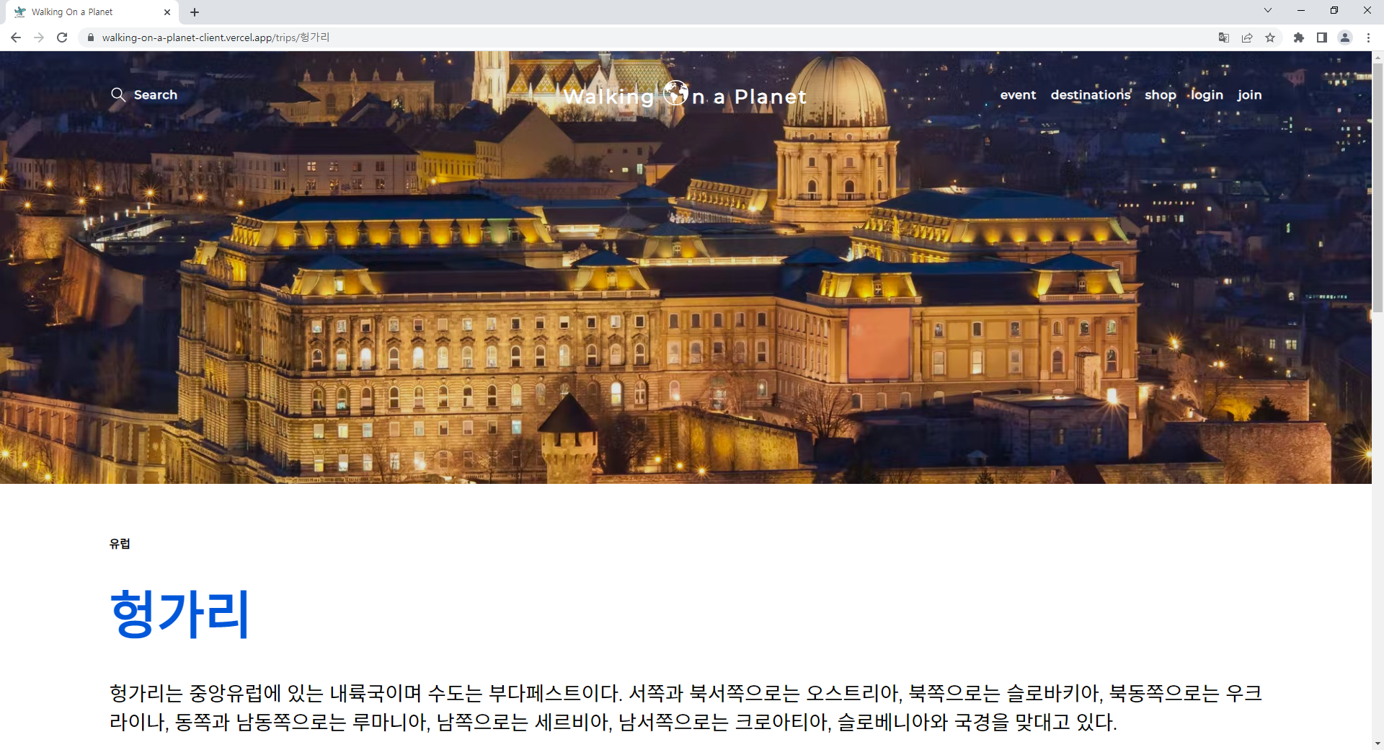 Walking On a Planet
walking-on-a-planet-client.vercel.app/trips/헝가리
Search
Walking On a Planet
event destinations shop login join
유럽
헝가리
헝가리는 중앙유럽에 있는 내륙국이며 수도는 부다페스트이다. 서쪽과 북서쪽으로는 오스트리아, 북쪽으로는 슬로바키아, 북동쪽으로는 우크
라이나, 동쪽과 남동쪽으로는 루마니아, 남쪽으로는 세르비아, 남서쪽으로는 크로아티아, 슬로베니아와 국경을 맞대고 있다.